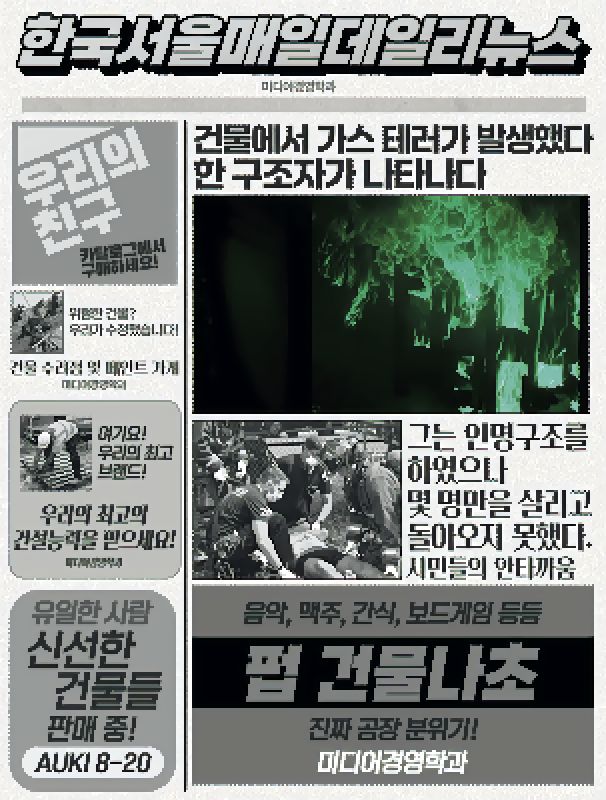 한국서울매일데일리뉴스
미디어경영학과
우리의
친구
카탈로그에서
구매하세요!
위험한 건물?
우리가 수정했습니다!
건물 수리점 및 페인트 가게
미디어경영학과
여기요!
우리의 최고
브랜드!
우리의 최고의
건설능력을 믿으세요!
미디어경영학과
유일한 사람
신선한
건물들
판매 중!
AUKI 8-20
건물에서 가스 테러가 발생했다
한 구조자가 나타나다
그는 인명구조를
하였으나
몇 명만을 살리고
돌아오지 못했다.
시민들의 안타까움
음악, 맥주, 간식, 보드게임 등등
펍 건물나초
진짜 공장 분위기!
미디어경영학과